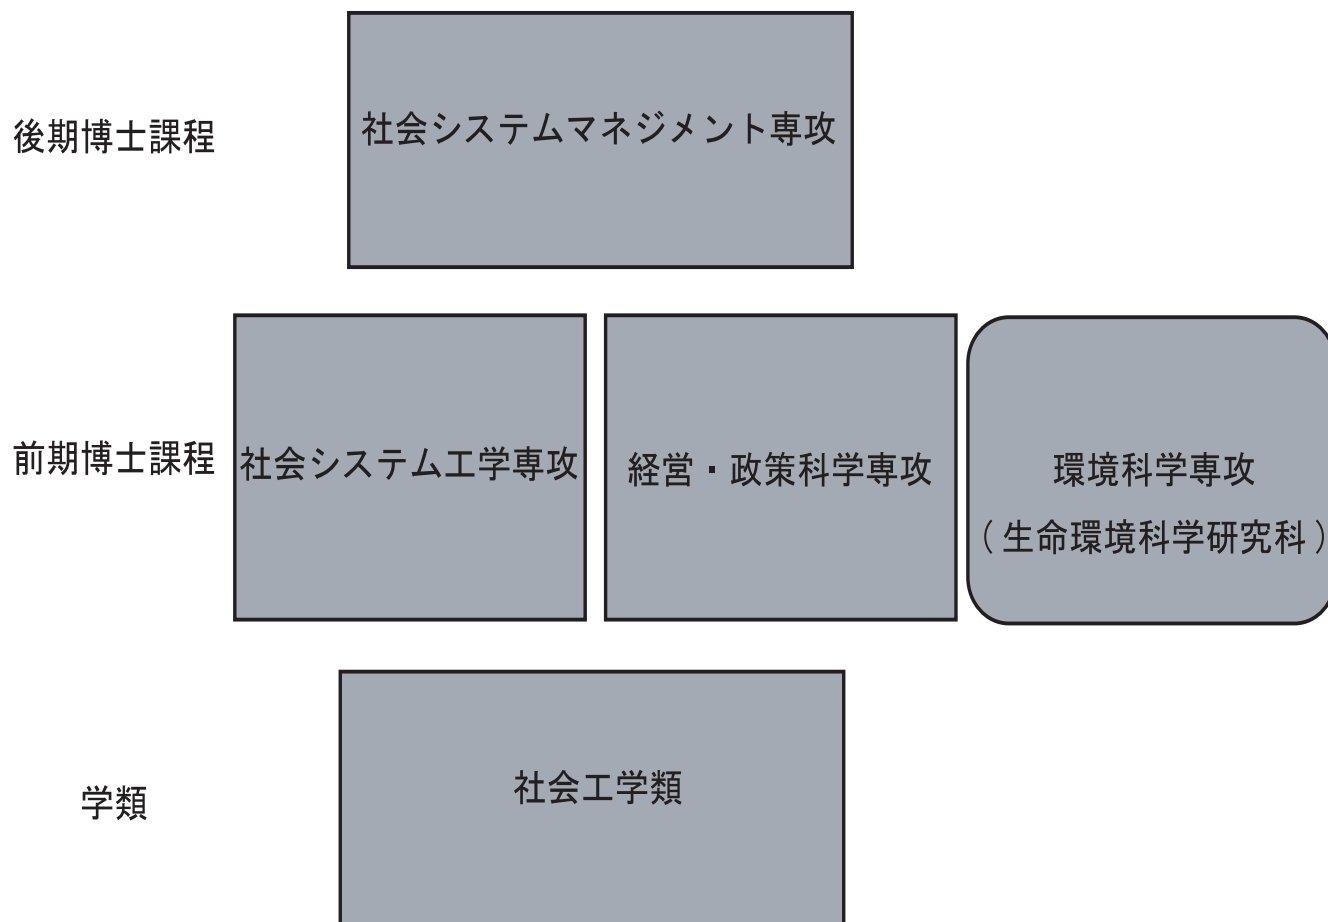 後期博士課程
社会システムマネジメント専攻
前期博士課程
社会システム工学専攻
経営・政策科学専攻
環境科学専攻
（生命環境科学研究科）
学類
社会工学類